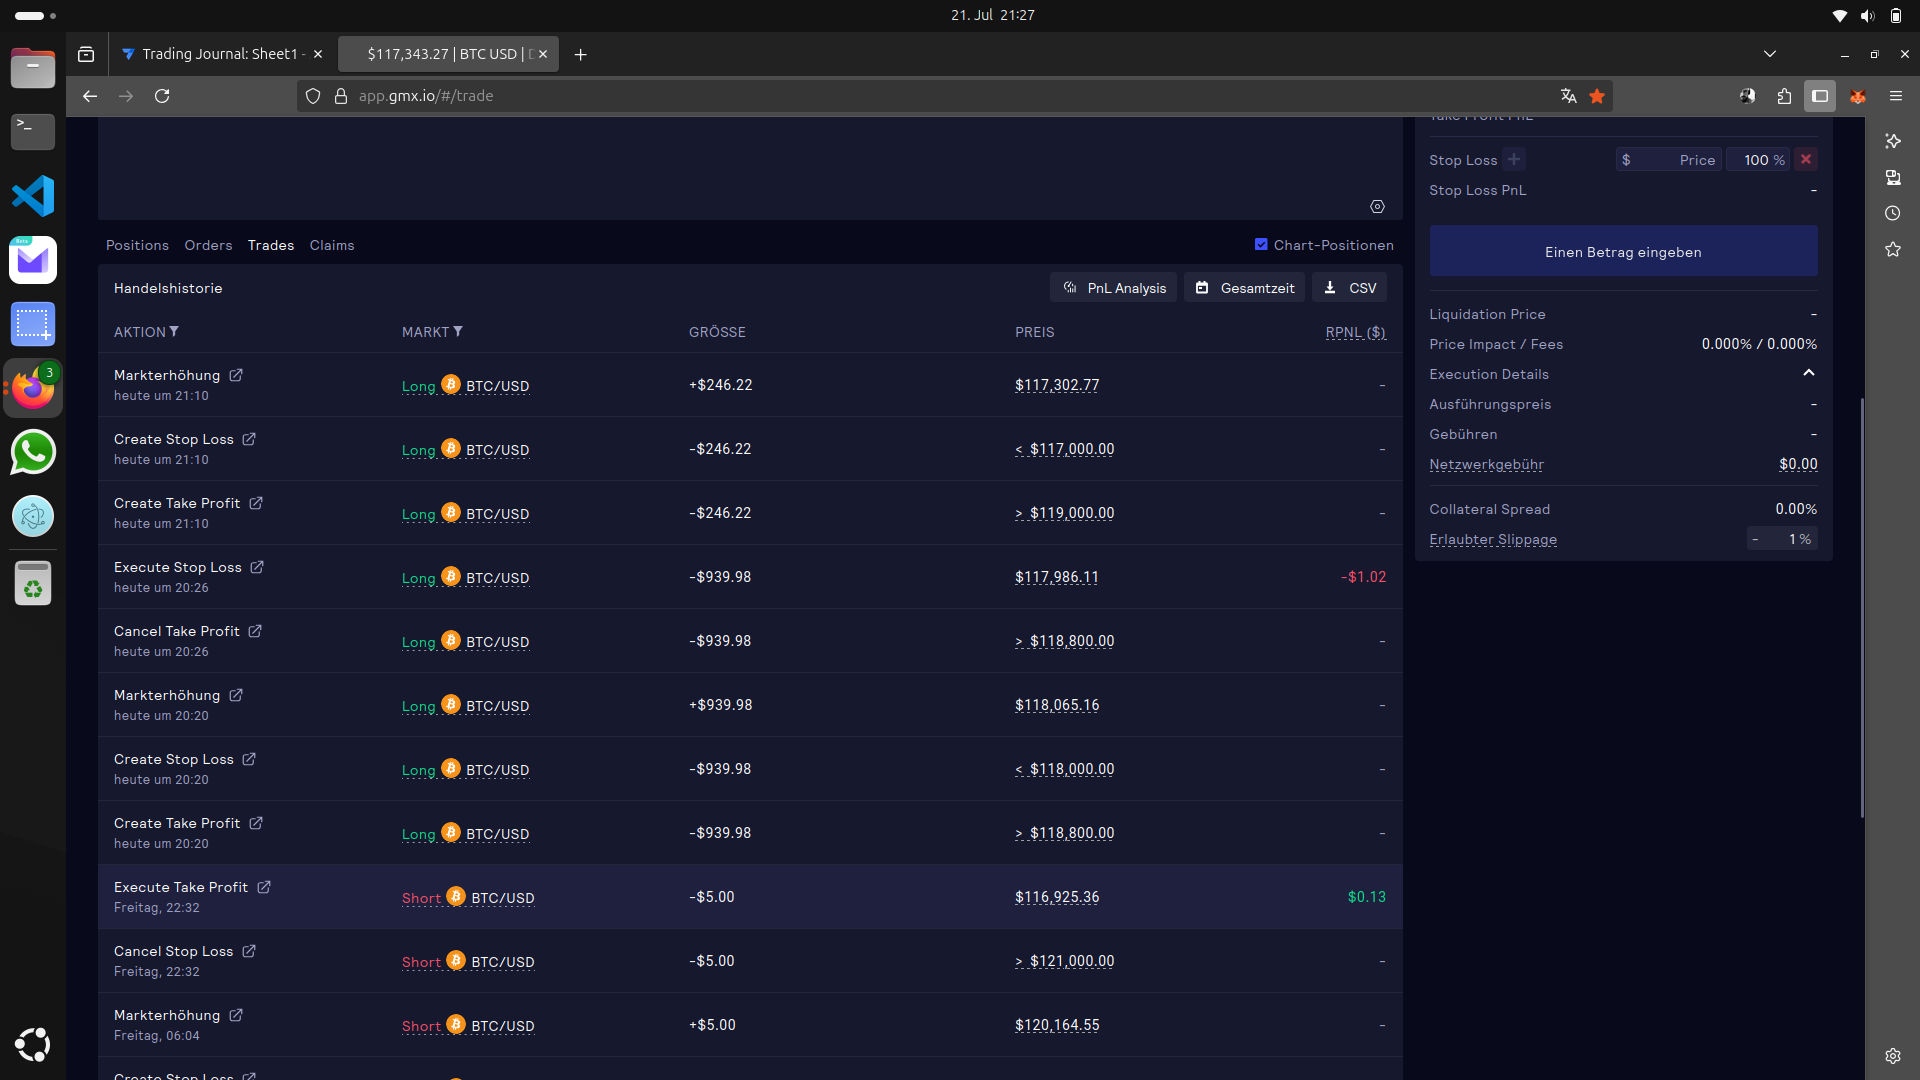 21. Jul 21:27
Trading Journal: Sheet1 -
$117,343.27 | BTC USD |
app.gmx.io/#/trade
Beta
>_
3
Stop Loss
$ Price
100 %
Stop Loss PnL
-
Positions Orders Trades Claims
Chart-Positionen
Einen Betrag eingeben
Handelshistorie
PnL Analysis
Gesamtzeit
CSV
AKTION MARKT GRÖSSE PREIS RPNL ($)
Markterhöhung
heute um 21:10
Long BTC/USD +$246.22 $117,302.77 -
Create Stop Loss
heute um 21:10
Long BTC/USD -$246.22 < $117,000.00 -
Create Take Profit
heute um 21:10
Long BTC/USD -$246.22 > $119,000.00 -
Execute Stop Loss
heute um 20:26
Long BTC/USD -$939.98 $117,986.11 -$1.02
Cancel Take Profit
heute um 20:26
Long BTC/USD -$939.98 > $118,800.00 -
Markterhöhung
heute um 20:20
Long BTC/USD +$939.98 $118,065.16 -
Create Stop Loss
heute um 20:20
Long BTC/USD -$939.98 < $118,000.00 -
Create Take Profit
heute um 20:20
Long BTC/USD -$939.98 > $118,800.00 -
Execute Take Profit
Freitag, 22:32
Short BTC/USD -$5.00 $116,925.36 $0.13
Cancel Stop Loss
Freitag, 22:32
Short BTC/USD -$5.00 > $121,000.00 -
Markterhöhung
Freitag, 06:04
Short BTC/USD +$5.00 $120,164.55 -
Create Stop Loss
Liquidation Price -
Price Impact / Fees 0.000% / 0.000%
Execution Details
Ausführungspreis -
Gebühren -
Netzwerkgebühr $0.00
Collateral Spread 0.00%
Erlaubter Slippage - 1 %